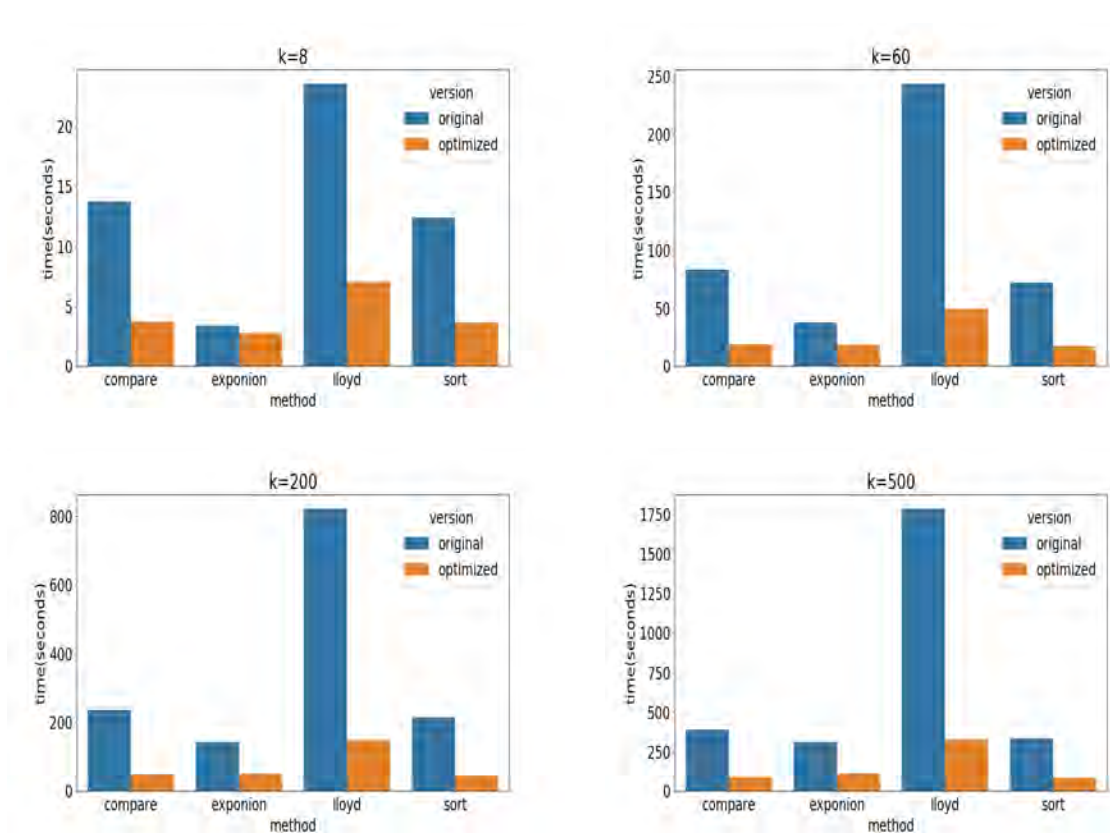 k=8
version
original
optimized
20
15
10
5
0
time(seconds)
compare exponion lloyd sort
method
k=60
version
original
optimized
250
200
150
100
50
0
time(seconds)
compare exponion lloyd sort
method
k=200
version
original
optimized
800
600
400
200
0
time(seconds)
compare exponion lloyd sort
method
k=500
version
original
optimized
1750
1500
1250
1000
750
500
250
0
time(seconds)
compare exponion lloyd sort
method